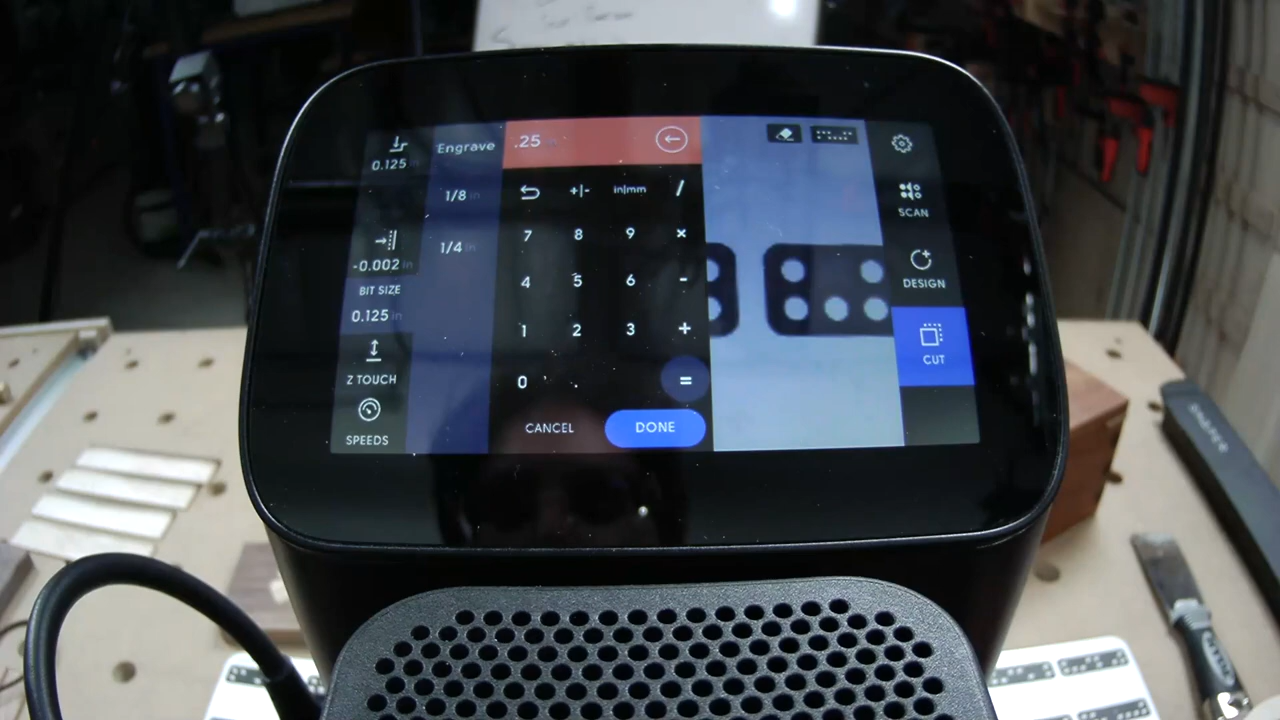 0.125
-0.002 in
BIT SIZE
0.125 in
Z TOUCH
SPEEDS
Engrave
1/8 in
1/4 in
.25 in
+|- in|mm /
7 8 9 ×
4 5 6 -
1 2 3 +
0 . =
CANCEL DONE
SCAN
DESIGN
CUT